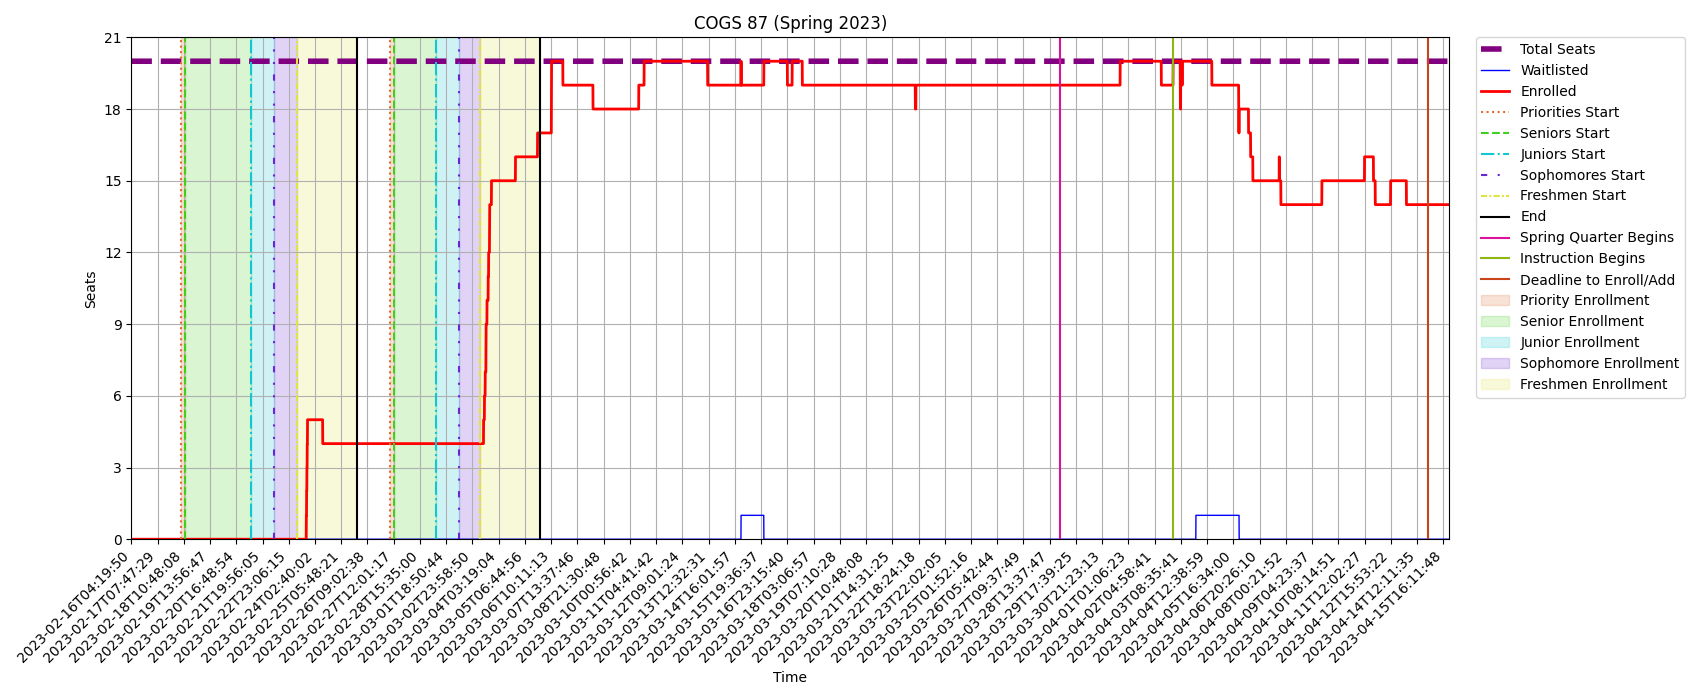 COGS 87 (Spring 2023)
21
18
15
12
9
6
3
0
Seats
2023-02-16T04:19:50
2023-02-17T07:47:29
2023-02-18T10:48:08
2023-02-19T13:56:47
2023-02-20T16:48:54
2023-02-21T19:56:05
2023-02-22T23:06:15
2023-02-24T02:40:02
2023-02-25T05:48:21
2023-02-26T09:02:38
2023-02-27T12:01:17
2023-02-28T15:35:00
2023-03-01T18:50:44
2023-03-02T23:58:50
2023-03-04T03:19:04
2023-03-05T06:44:56
2023-03-06T10:11:13
2023-03-07T13:37:46
2023-03-08T21:30:48
2023-03-10T00:56:42
2023-03-11T04:41:42
2023-03-12T09:01:24
2023-03-13T12:32:31
2023-03-14T16:01:57
2023-03-15T19:36:37
2023-03-16T23:15:40
2023-03-18T03:06:57
2023-03-19T07:10:28
2023-03-20T10:48:08
2023-03-21T14:31:25
2023-03-22T18:24:18
2023-03-23T22:02:05
2023-03-25T01:52:16
2023-03-26T05:42:44
2023-03-27T09:37:49
2023-03-28T13:37:47
2023-03-29T17:39:25
2023-03-30T21:23:13
2023-04-01T01:06:23
2023-04-02T04:58:41
2023-04-03T08:35:41
2023-04-04T12:38:59
2023-04-05T16:34:00
2023-04-06T20:26:10
2023-04-08T00:21:52
2023-04-09T04:23:37
2023-04-10T08:14:51
2023-04-11T12:02:27
2023-04-12T15:53:22
2023-04-14T12:11:35
2023-04-15T16:11:48
Time
Total Seats
Waitlisted
Enrolled
Priorities Start
Seniors Start
Juniors Start
Sophomores Start
Freshmen Start
End
Spring Quarter Begins
Instruction Begins
Deadline to Enroll/Add
Priority Enrollment
Senior Enrollment
Junior Enrollment
Sophomore Enrollment
Freshmen Enrollment